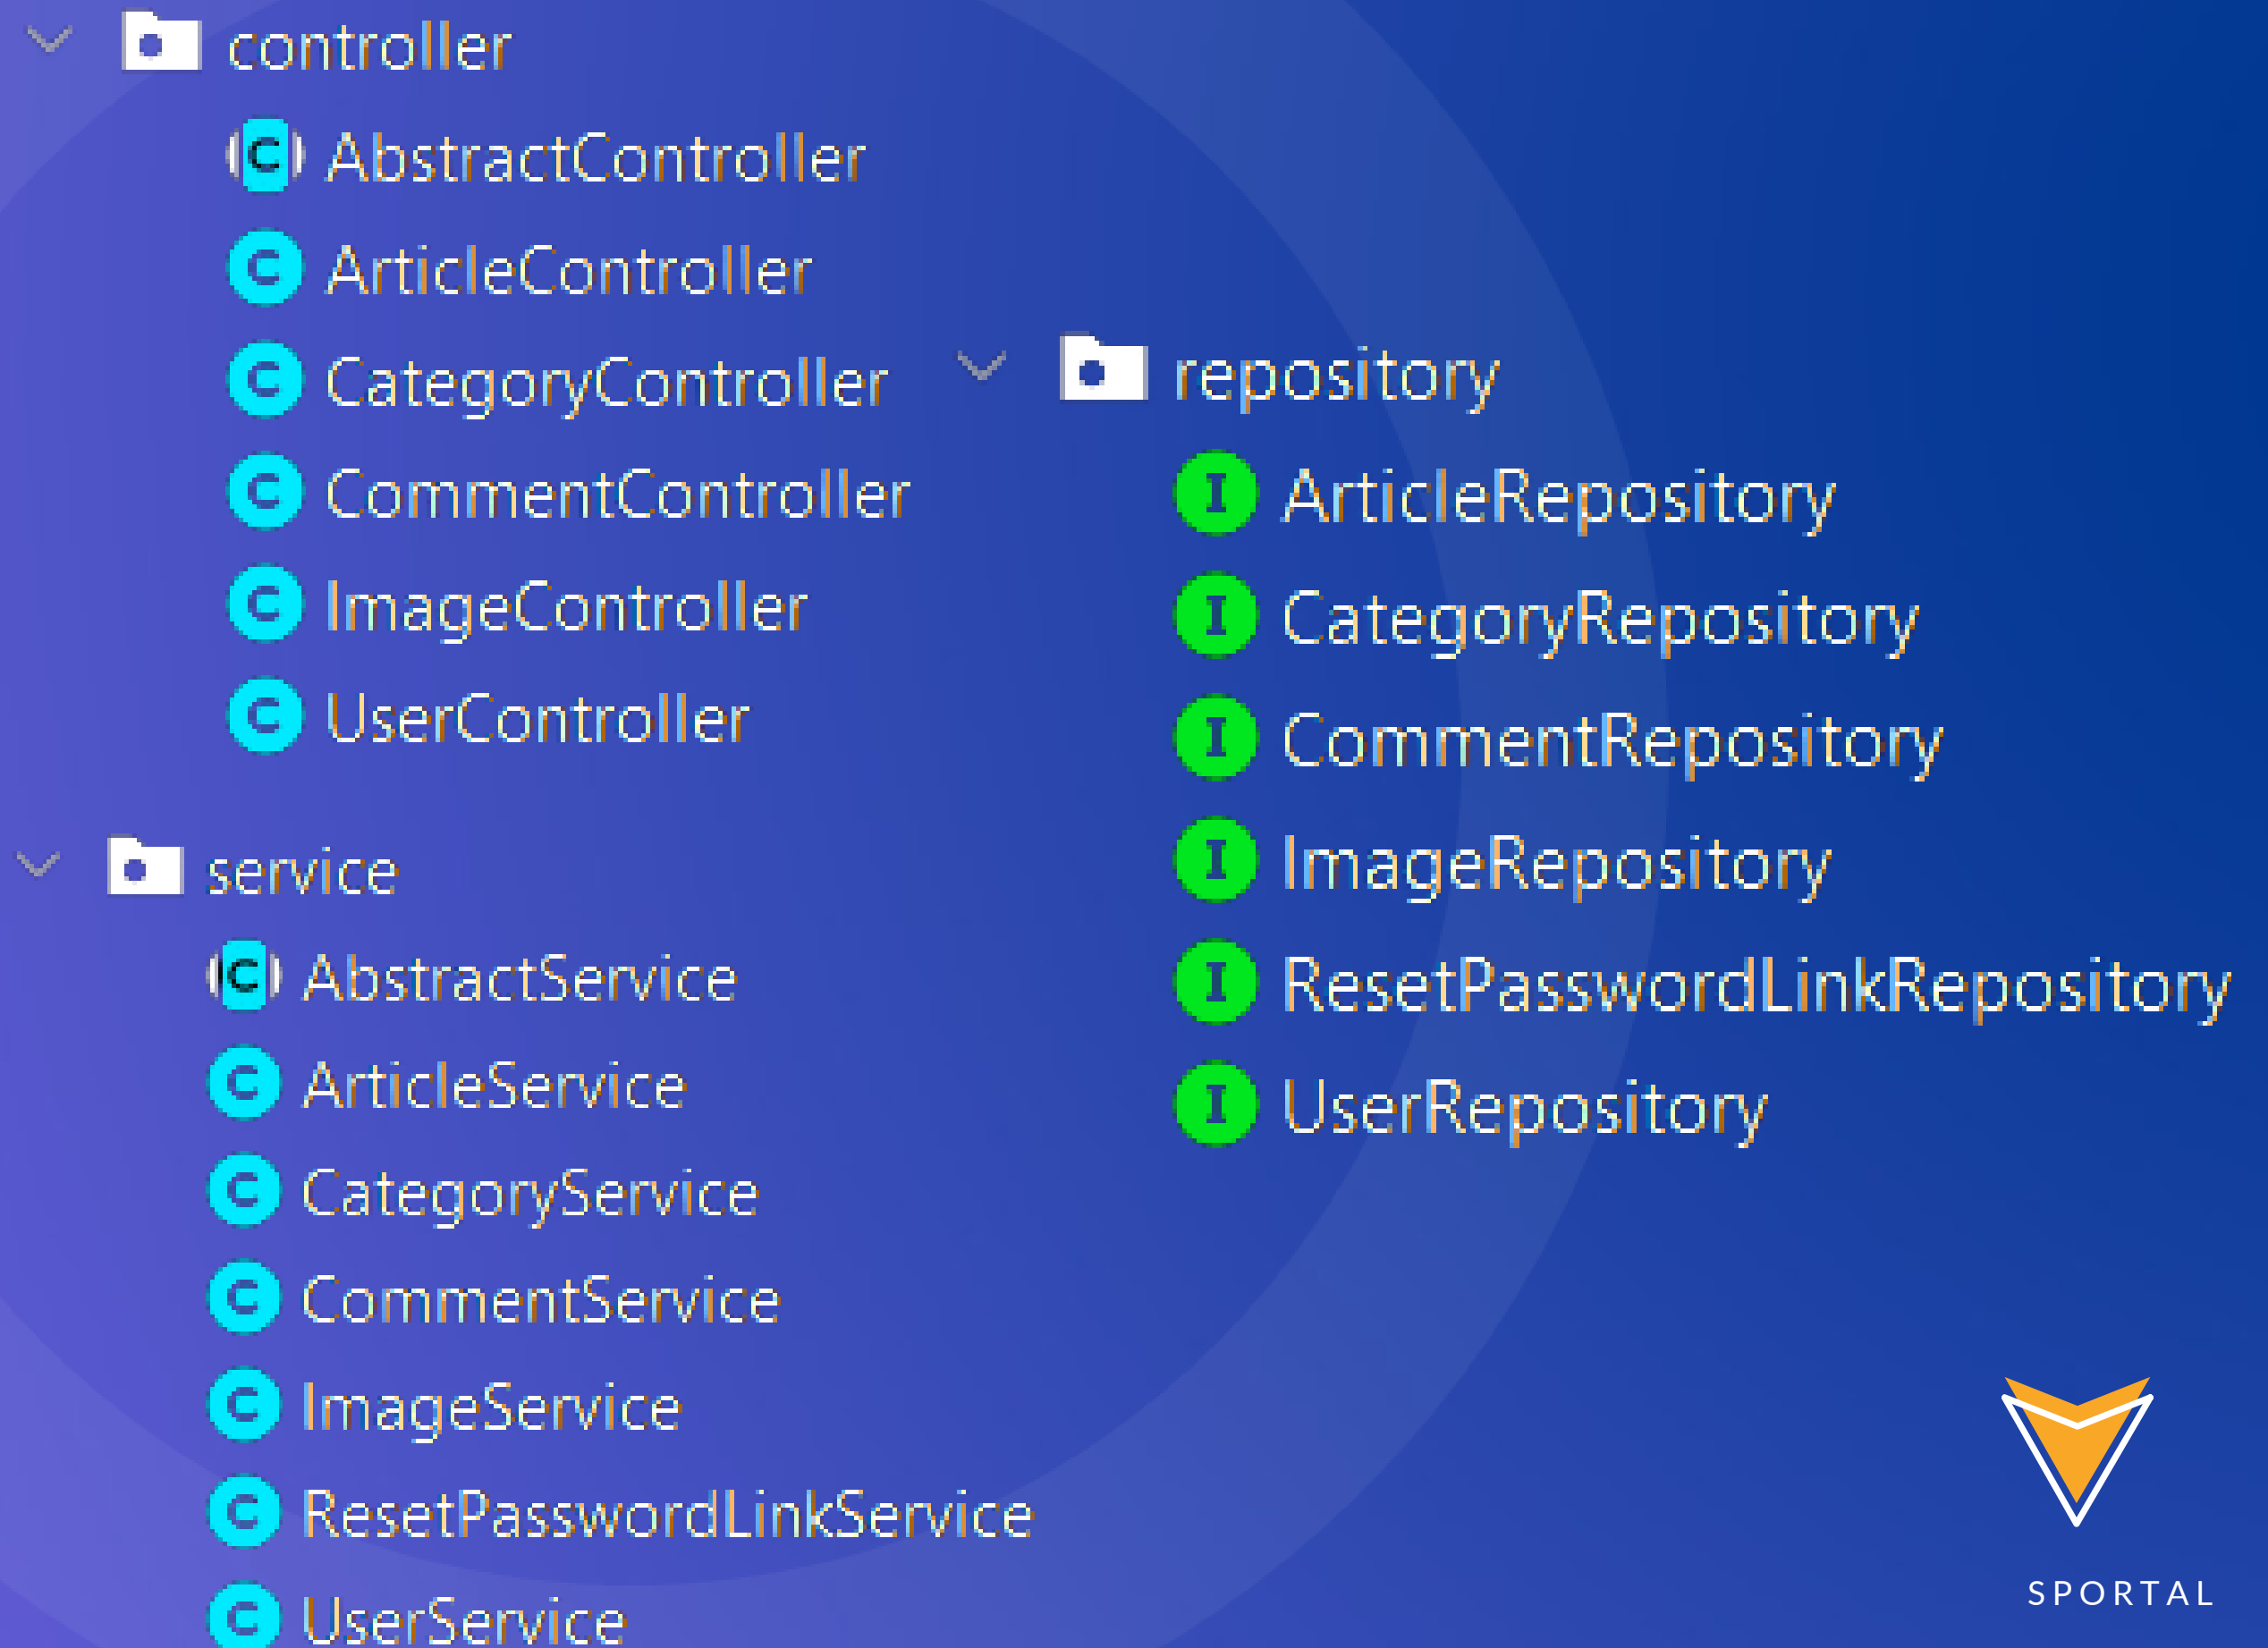 controller
AbstractController
ArticleController
CategoryController
CommentController
ImageController
UserController
service
AbstractService
ArticleService
CategoryService
CommentService
ImageService
ResetPasswordLinkService
UserService
repository
ArticleRepository
CategoryRepository
CommentRepository
ImageRepository
ResetPasswordLinkRepository
UserRepository
SPORTAL